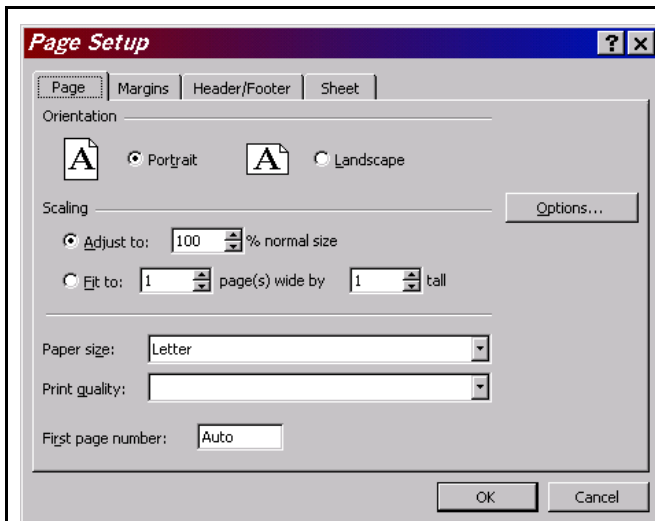 Page Setup ? ×
Page Margins Header/Footer Sheet
Orientation
A Portrait A Landscape
Scaling Options...
Adjust to: 100 % normal size
Fit to: 1 page(s) wide by 1 tall
Paper size: Letter
Print quality:
First page number: Auto
OK Cancel